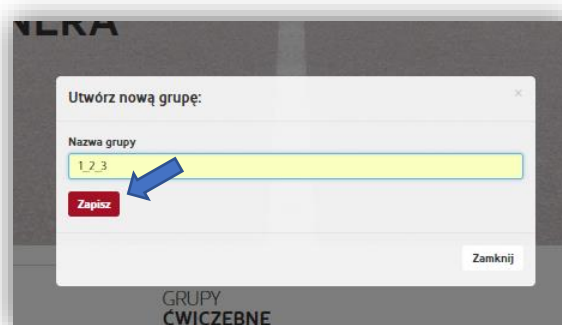 NERA
Utwórz nową grupę:
×
Nazwa grupy
1_2_3
Zapisz
Zamknij
GRUPY
ĆWICZEBNE